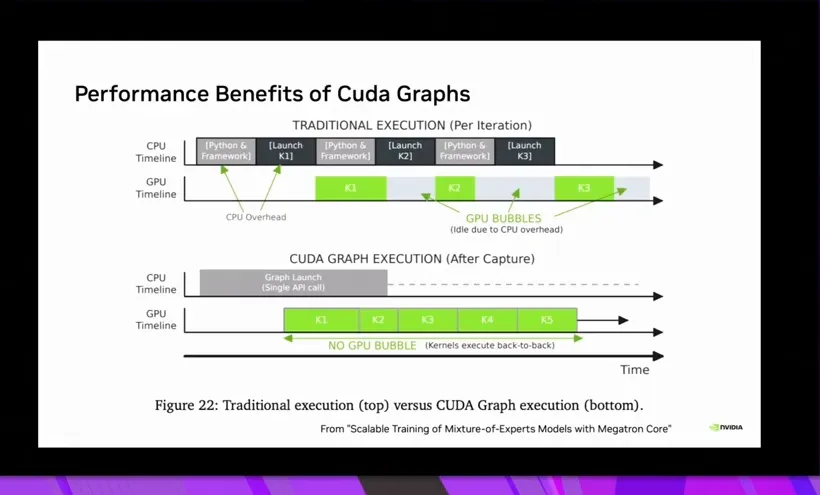 Performance Benefits of Cuda Graphs
TRADITIONAL EXECUTION (Per Iteration)
CPU
Timeline
[Python &
Framework]
[Launch
K1]
[Python &
Framework]
[Launch
K2]
[Python &
Framework]
[Launch
K3]
GPU
Timeline
K1
K2
K3
CPU Overhead
GPU BUBBLES
(Idle due to CPU overhead)
CUDA GRAPH EXECUTION (After Capture)
CPU
Timeline
Graph Launch
(Single API call)
GPU
Timeline
K1
K2
K3
K4
K5
NO GPU BUBBLE (Kernels execute back-to-back)
Time
Figure 22: Traditional execution (top) versus CUDA Graph execution (bottom).
From "Scalable Training of Mixture-of-Experts Models with Megatron Core"
NVIDIA